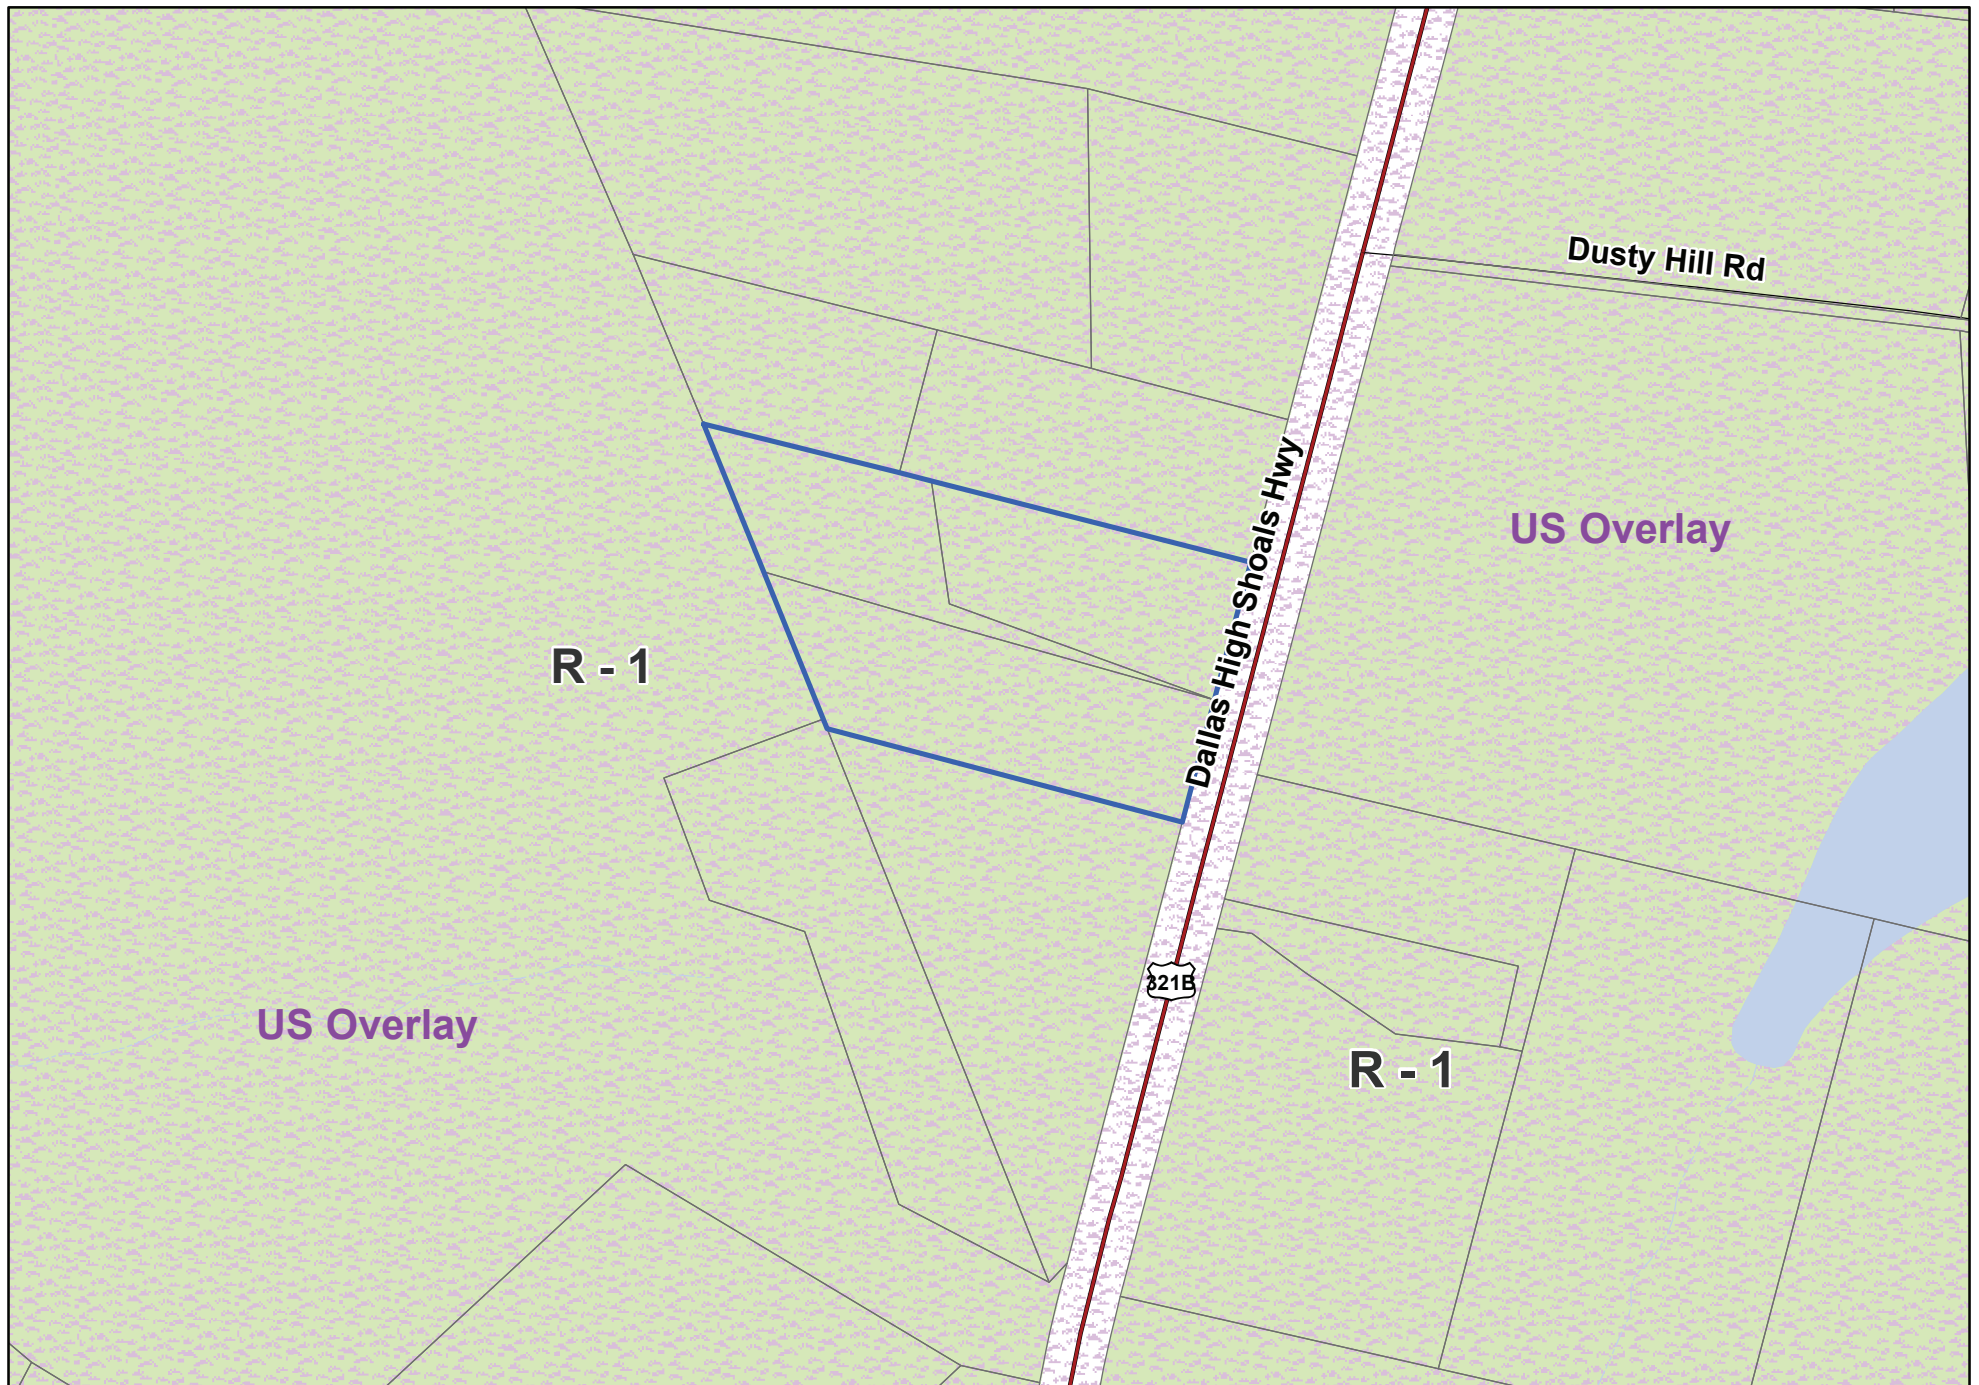 Dusty Hill Rd
Dallas High Shoals Hwy
US Overlay
R - 1
321B
US Overlay
R - 1